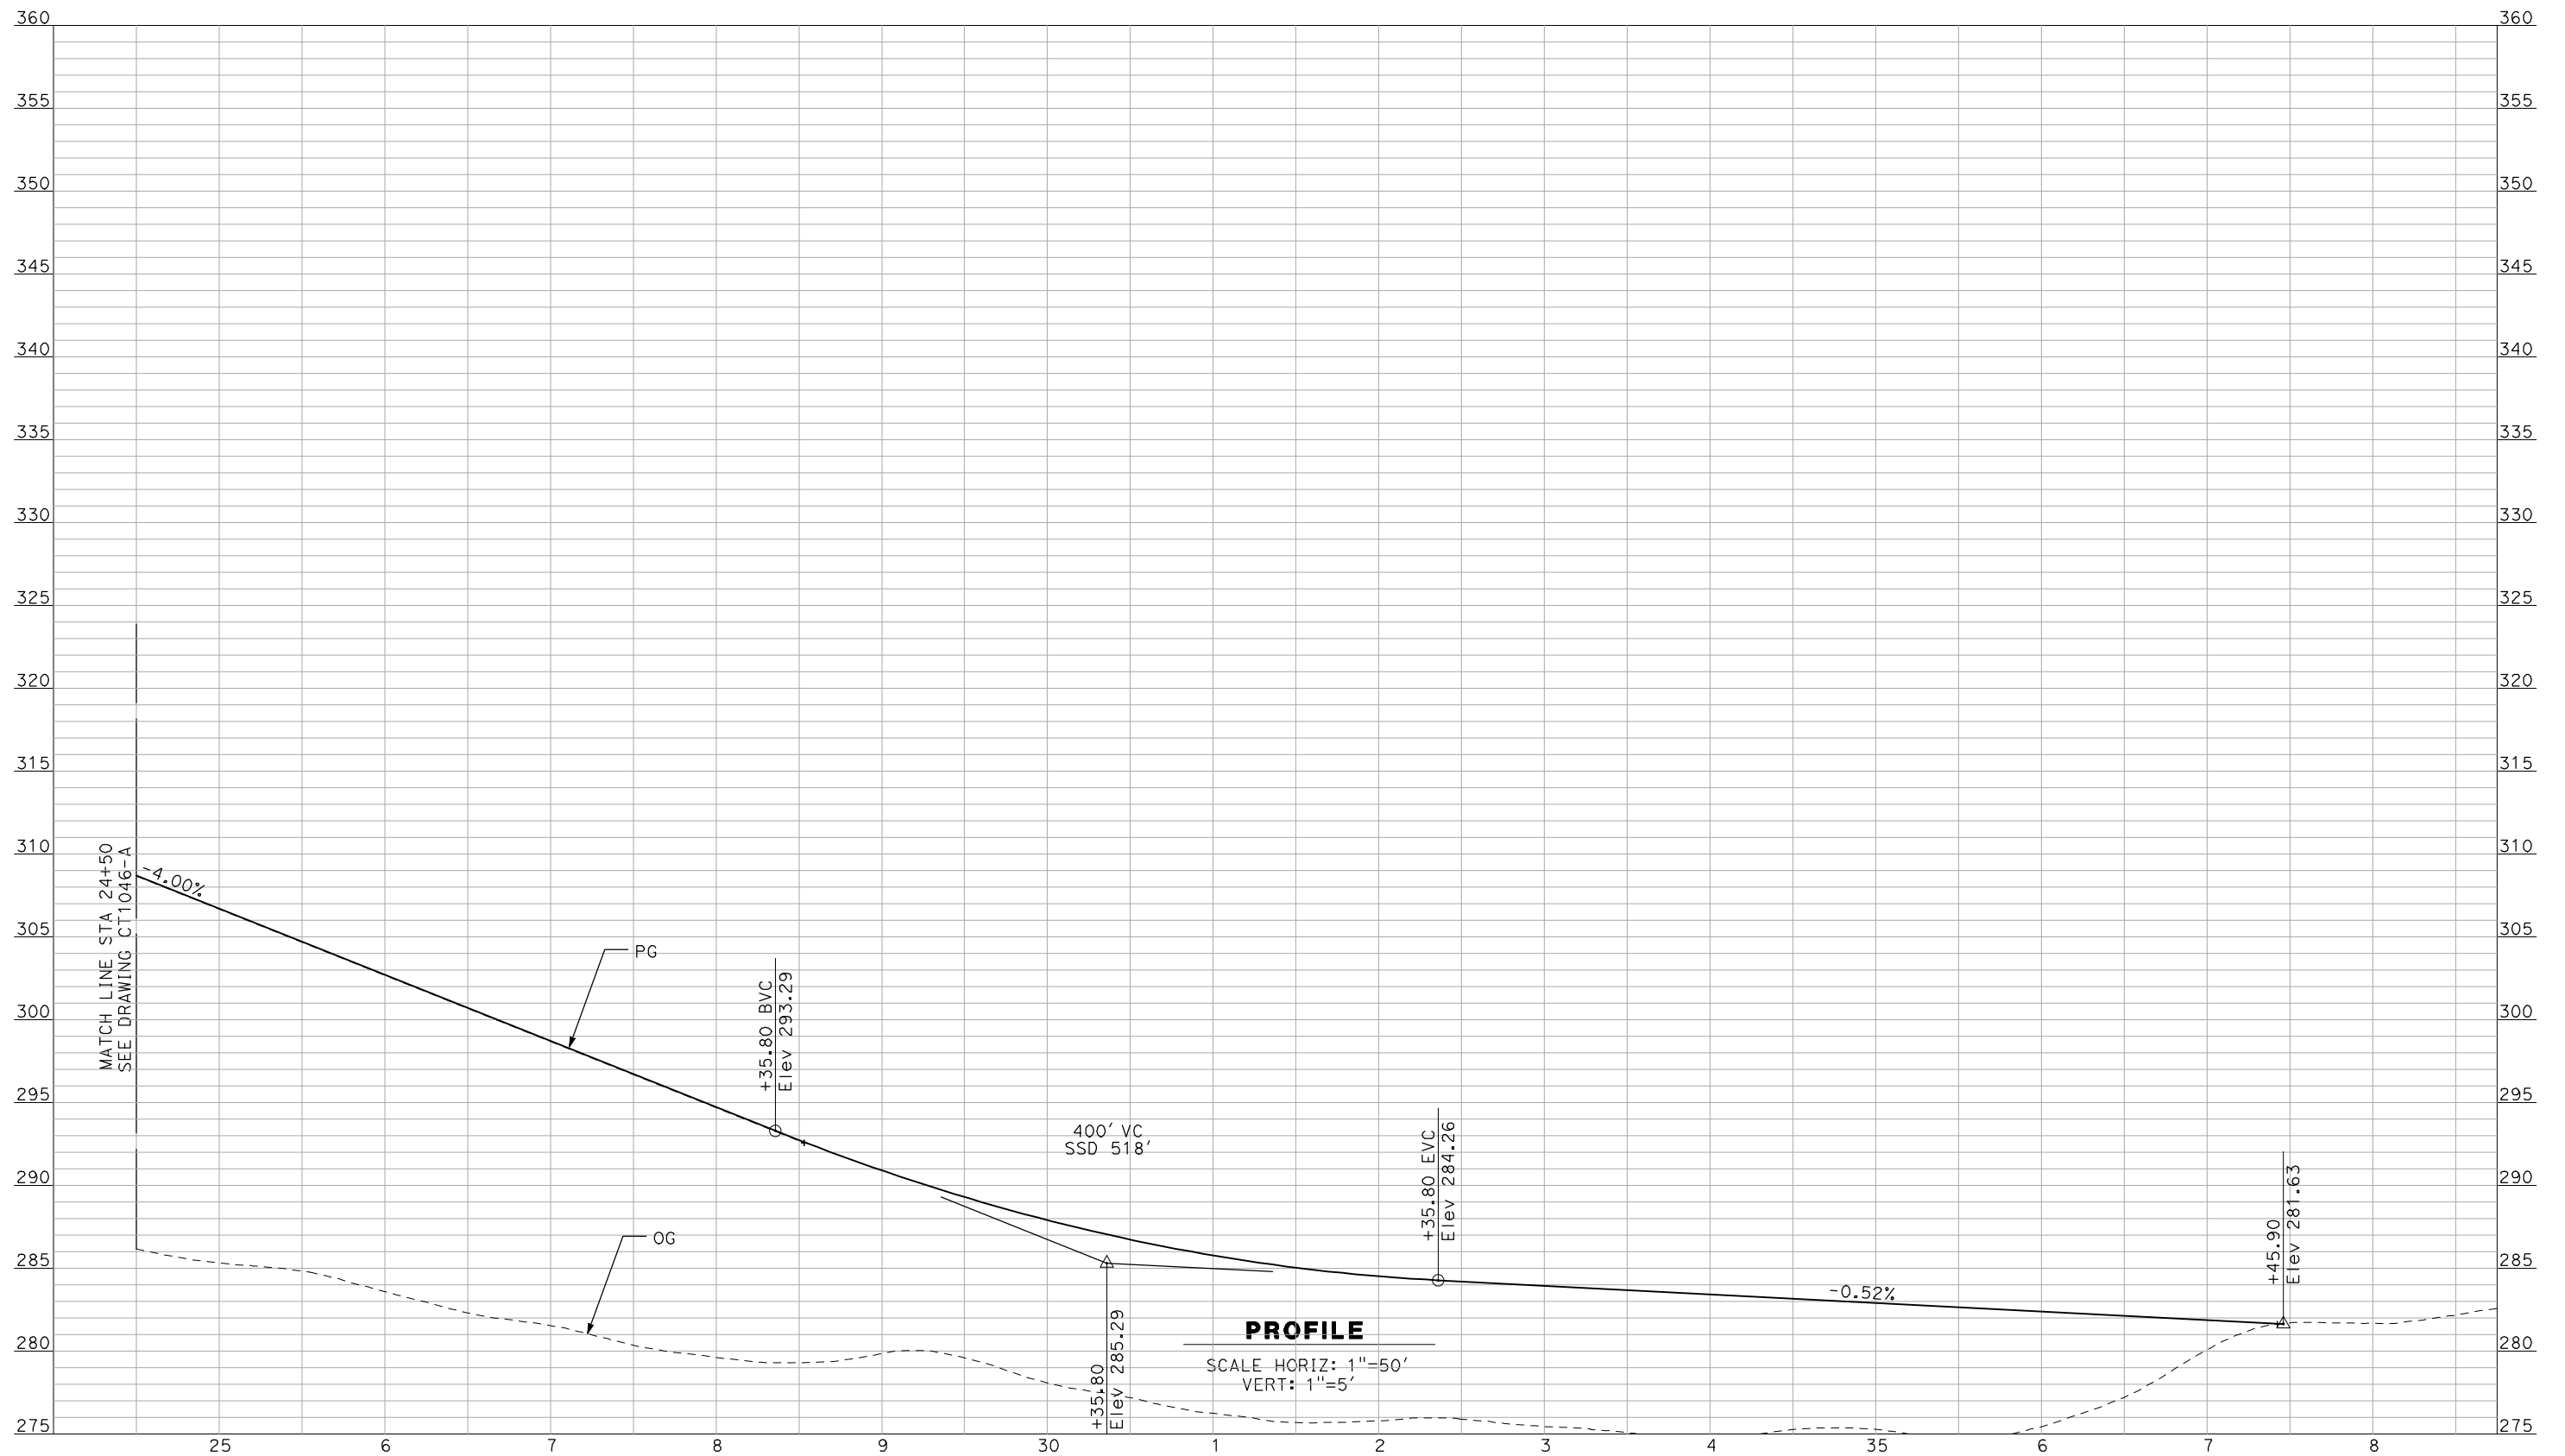 360 360
355 355
350 350
345 345
340 340
335 335
330 330
325 325
320 320
315 315
310 310
305 305
300 300
295 295
290 290
285 285
280 280
275 275
MATCH LINE STA 24+50
SEE DRAWING CT1046-A
-4.00%
PG
+35.80 BVC
Elev 293.29
400' VC
SSD 518'
+35.80 EVC
Elev 284.26
OG
+35.80
Elev 285.29
-0.52%
+45.90
Elev 281.63
PROFILE
SCALE HORIZ: 1"=50'
VERT: 1"=5'
25 6 7 8 9 30 1 2 3 4 35 6 7 8